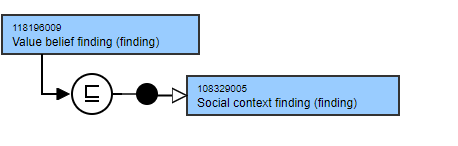 118196009
Value belief finding (finding)
⊑
108329005
Social context finding (finding)